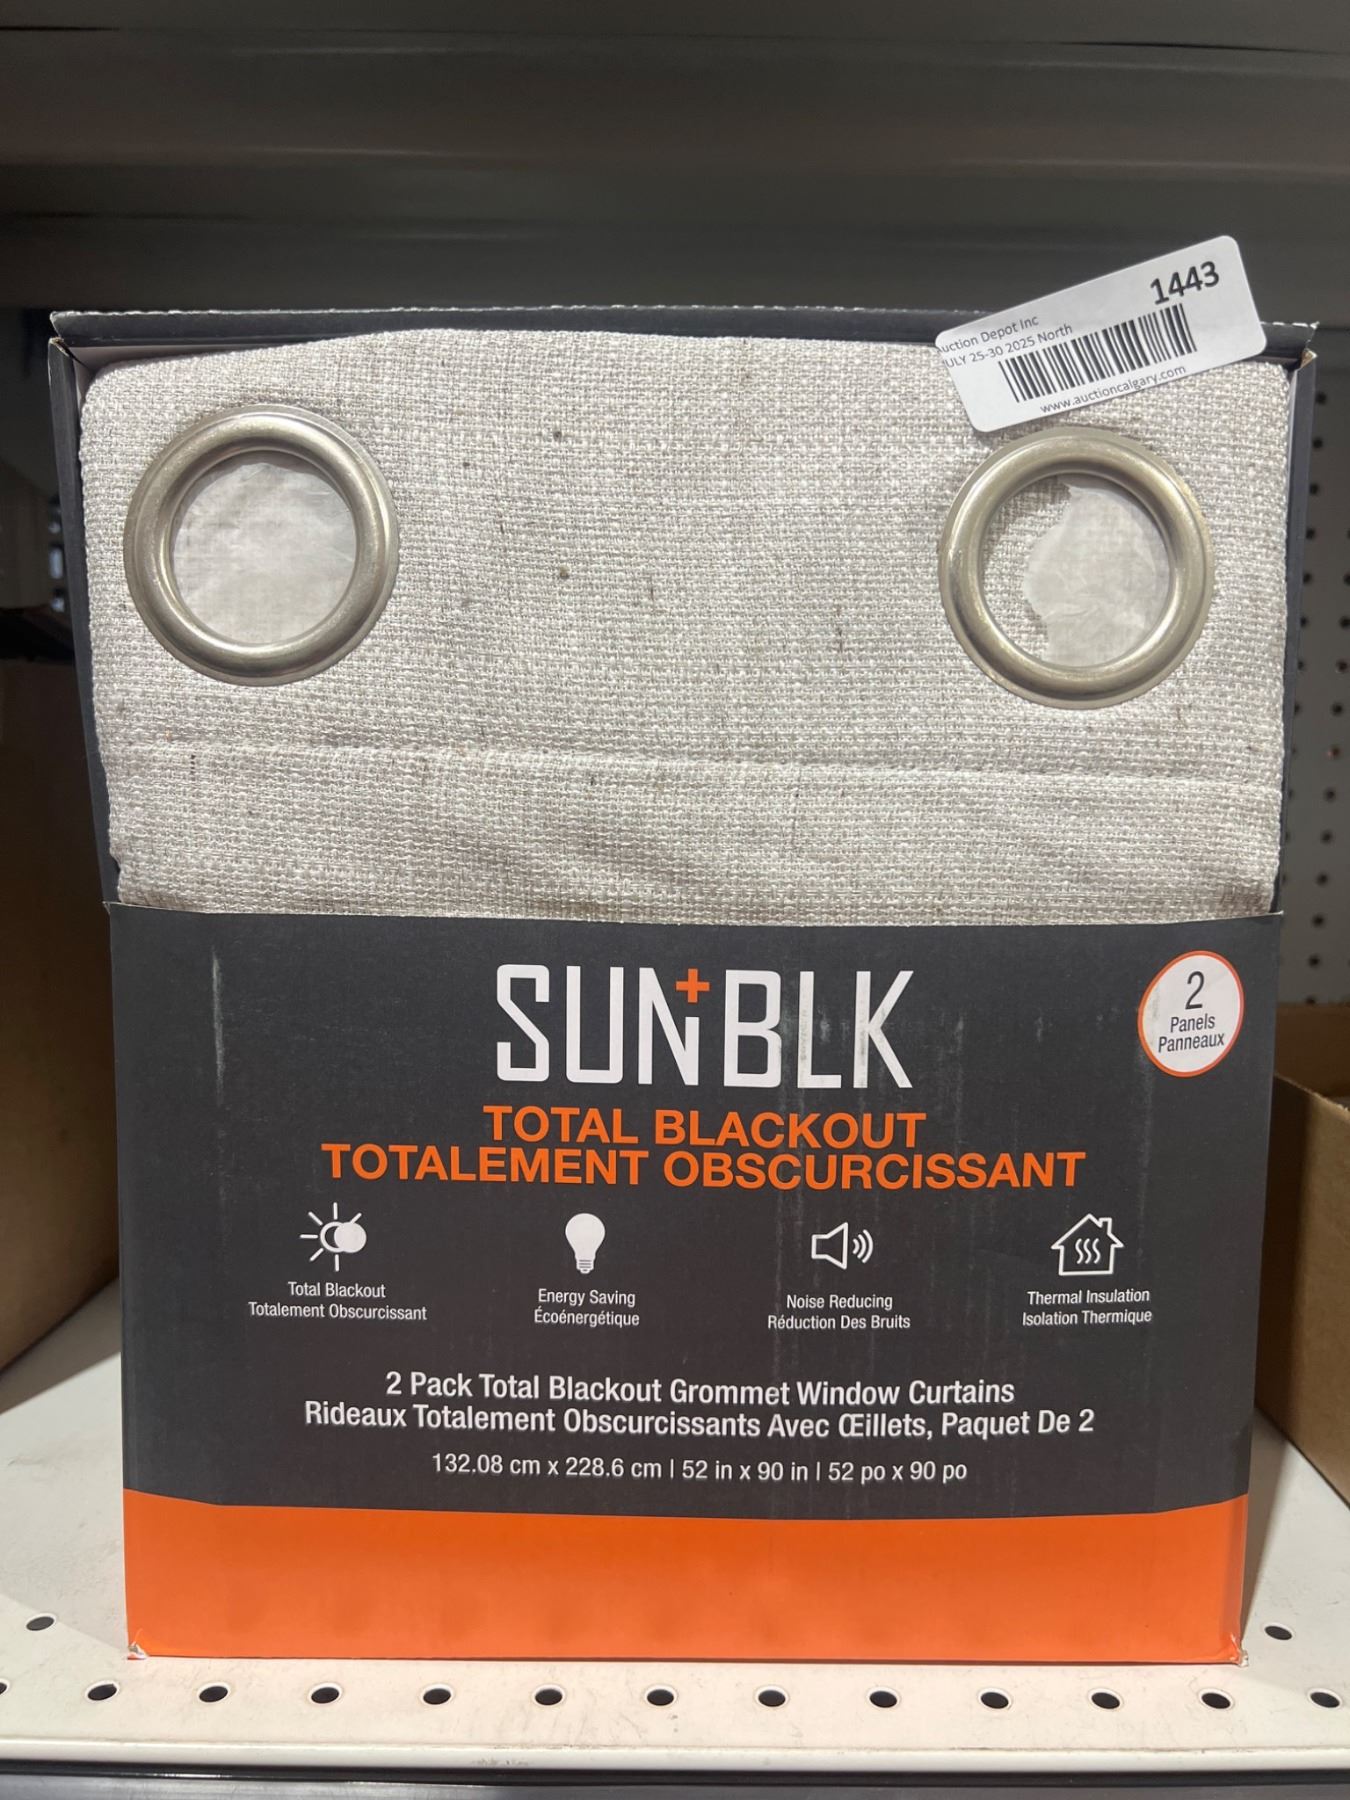 1443
uction Depot Inc
ULY 25-30 2025 North
www.auctioncalgary.com
SUN+BLK
2
Panels
Panneaux
TOTAL BLACKOUT
TOTALEMENT OBSCURCISSANT
Total Blackout
Totalement Obscurcissant
Energy Saving
Écoénergétique
Noise Reducing
Réduction Des Bruits
Thermal Insulation
Isolation Thermique
2 Pack Total Blackout Grommet Window Curtains
Rideaux Totalement Obscurcissants Avec Œillets, Paquet De 2
132.08 cm x 228.6 cm | 52 in x 90 in | 52 po x 90 po